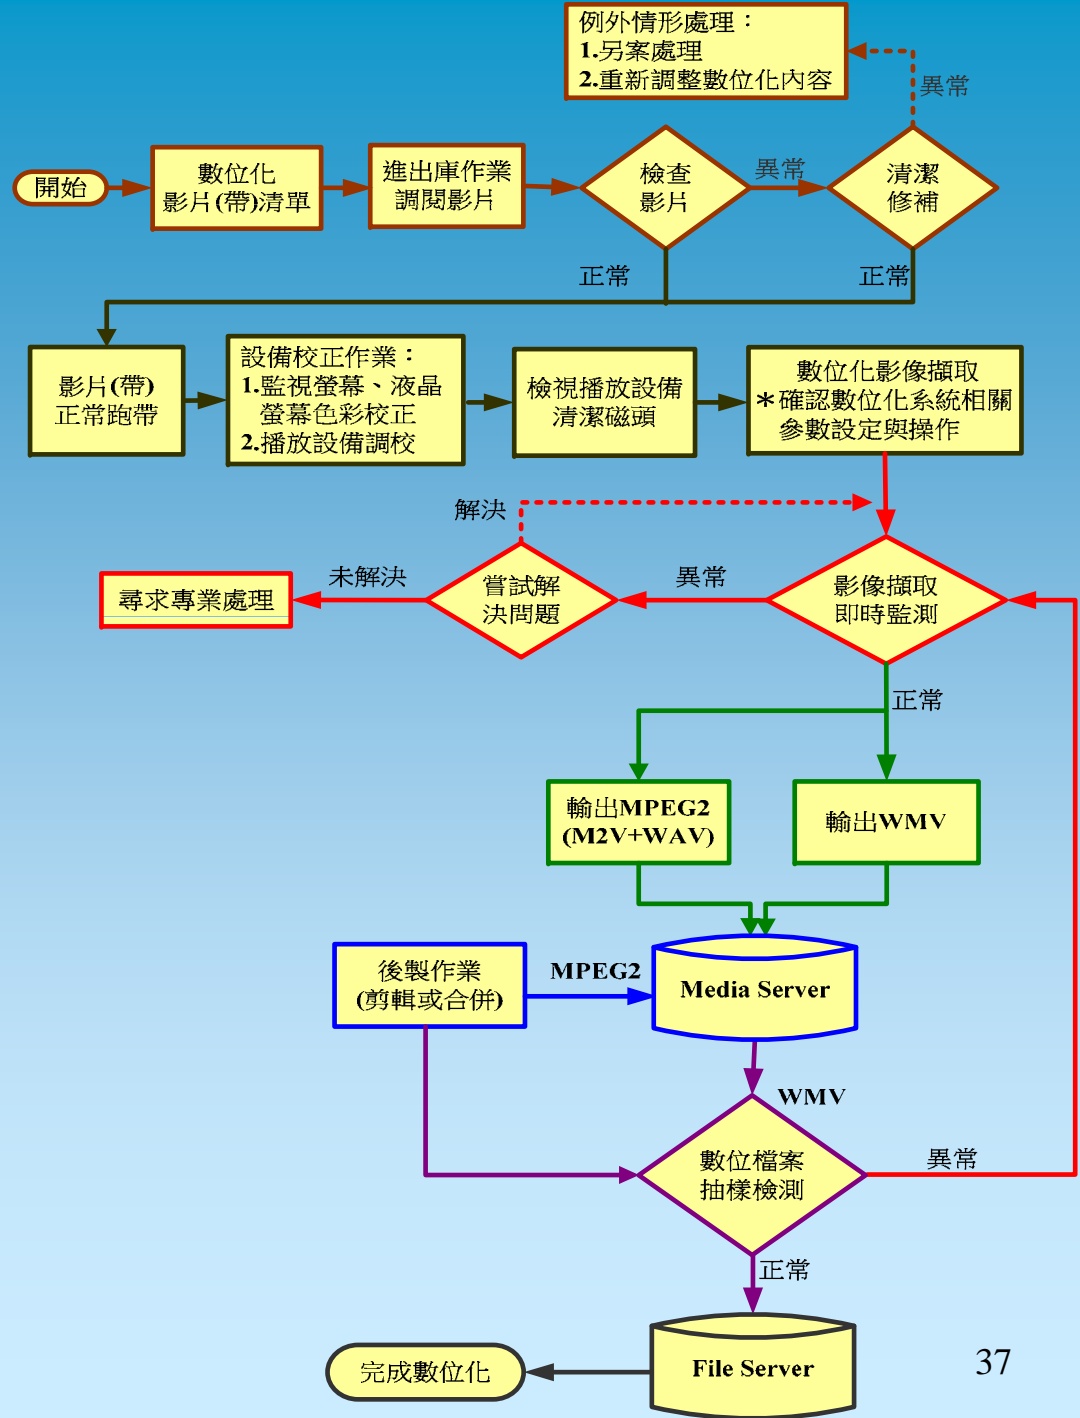 例外情形處理：
1.另案處理
2.重新調整數位化內容
異常
開始
數位化
影片(帶)清單
進出庫作業
調閱影片
檢查
影片
異常
清潔
修補
正常
正常
影片(帶)
正常跑帶
設備校正作業：
1.監視螢幕、液晶
螢幕色彩校正
2.播放設備調校
檢視播放設備
清潔磁頭
數位化影像擷取
＊確認數位化系統相關
參數設定與操作
解決
尋求專業處理
未解決
嘗試解
決問題
異常
影像擷取
即時監測
正常
輸出MPEG2
(M2V+WAV)
輸出WMV
後製作業
(剪輯或合併)
MPEG2
Media Server
WMV
數位檔案
抽樣檢測
異常
正常
完成數位化
File Server
37